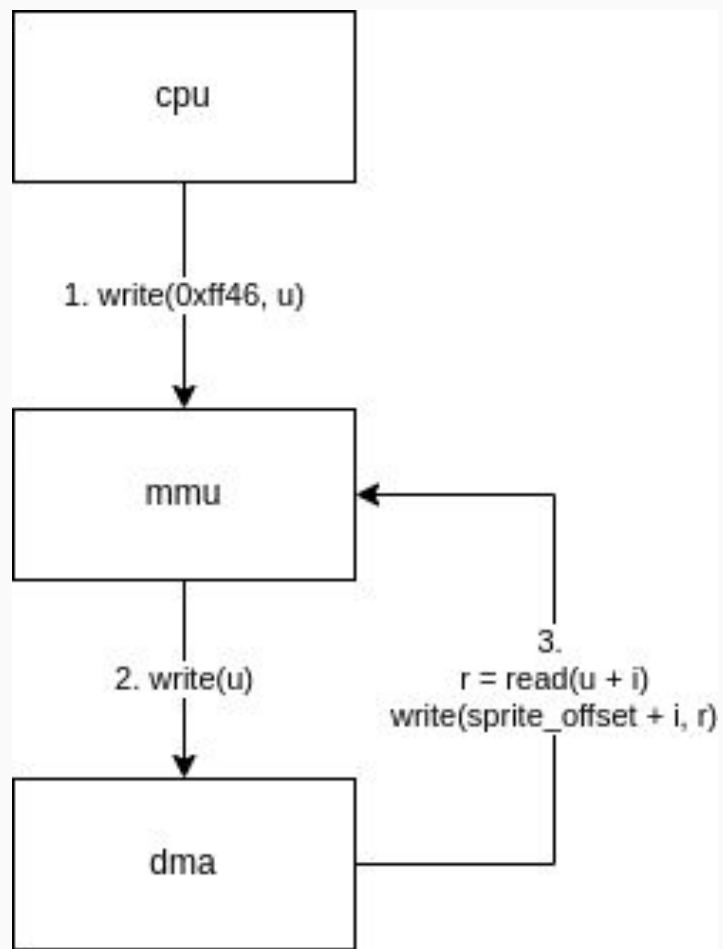 cpu
1. write(0xff46, u)
mmu
2. write(u)
3.
r = read(u + i)
write(sprite_offset + i, r)
dma